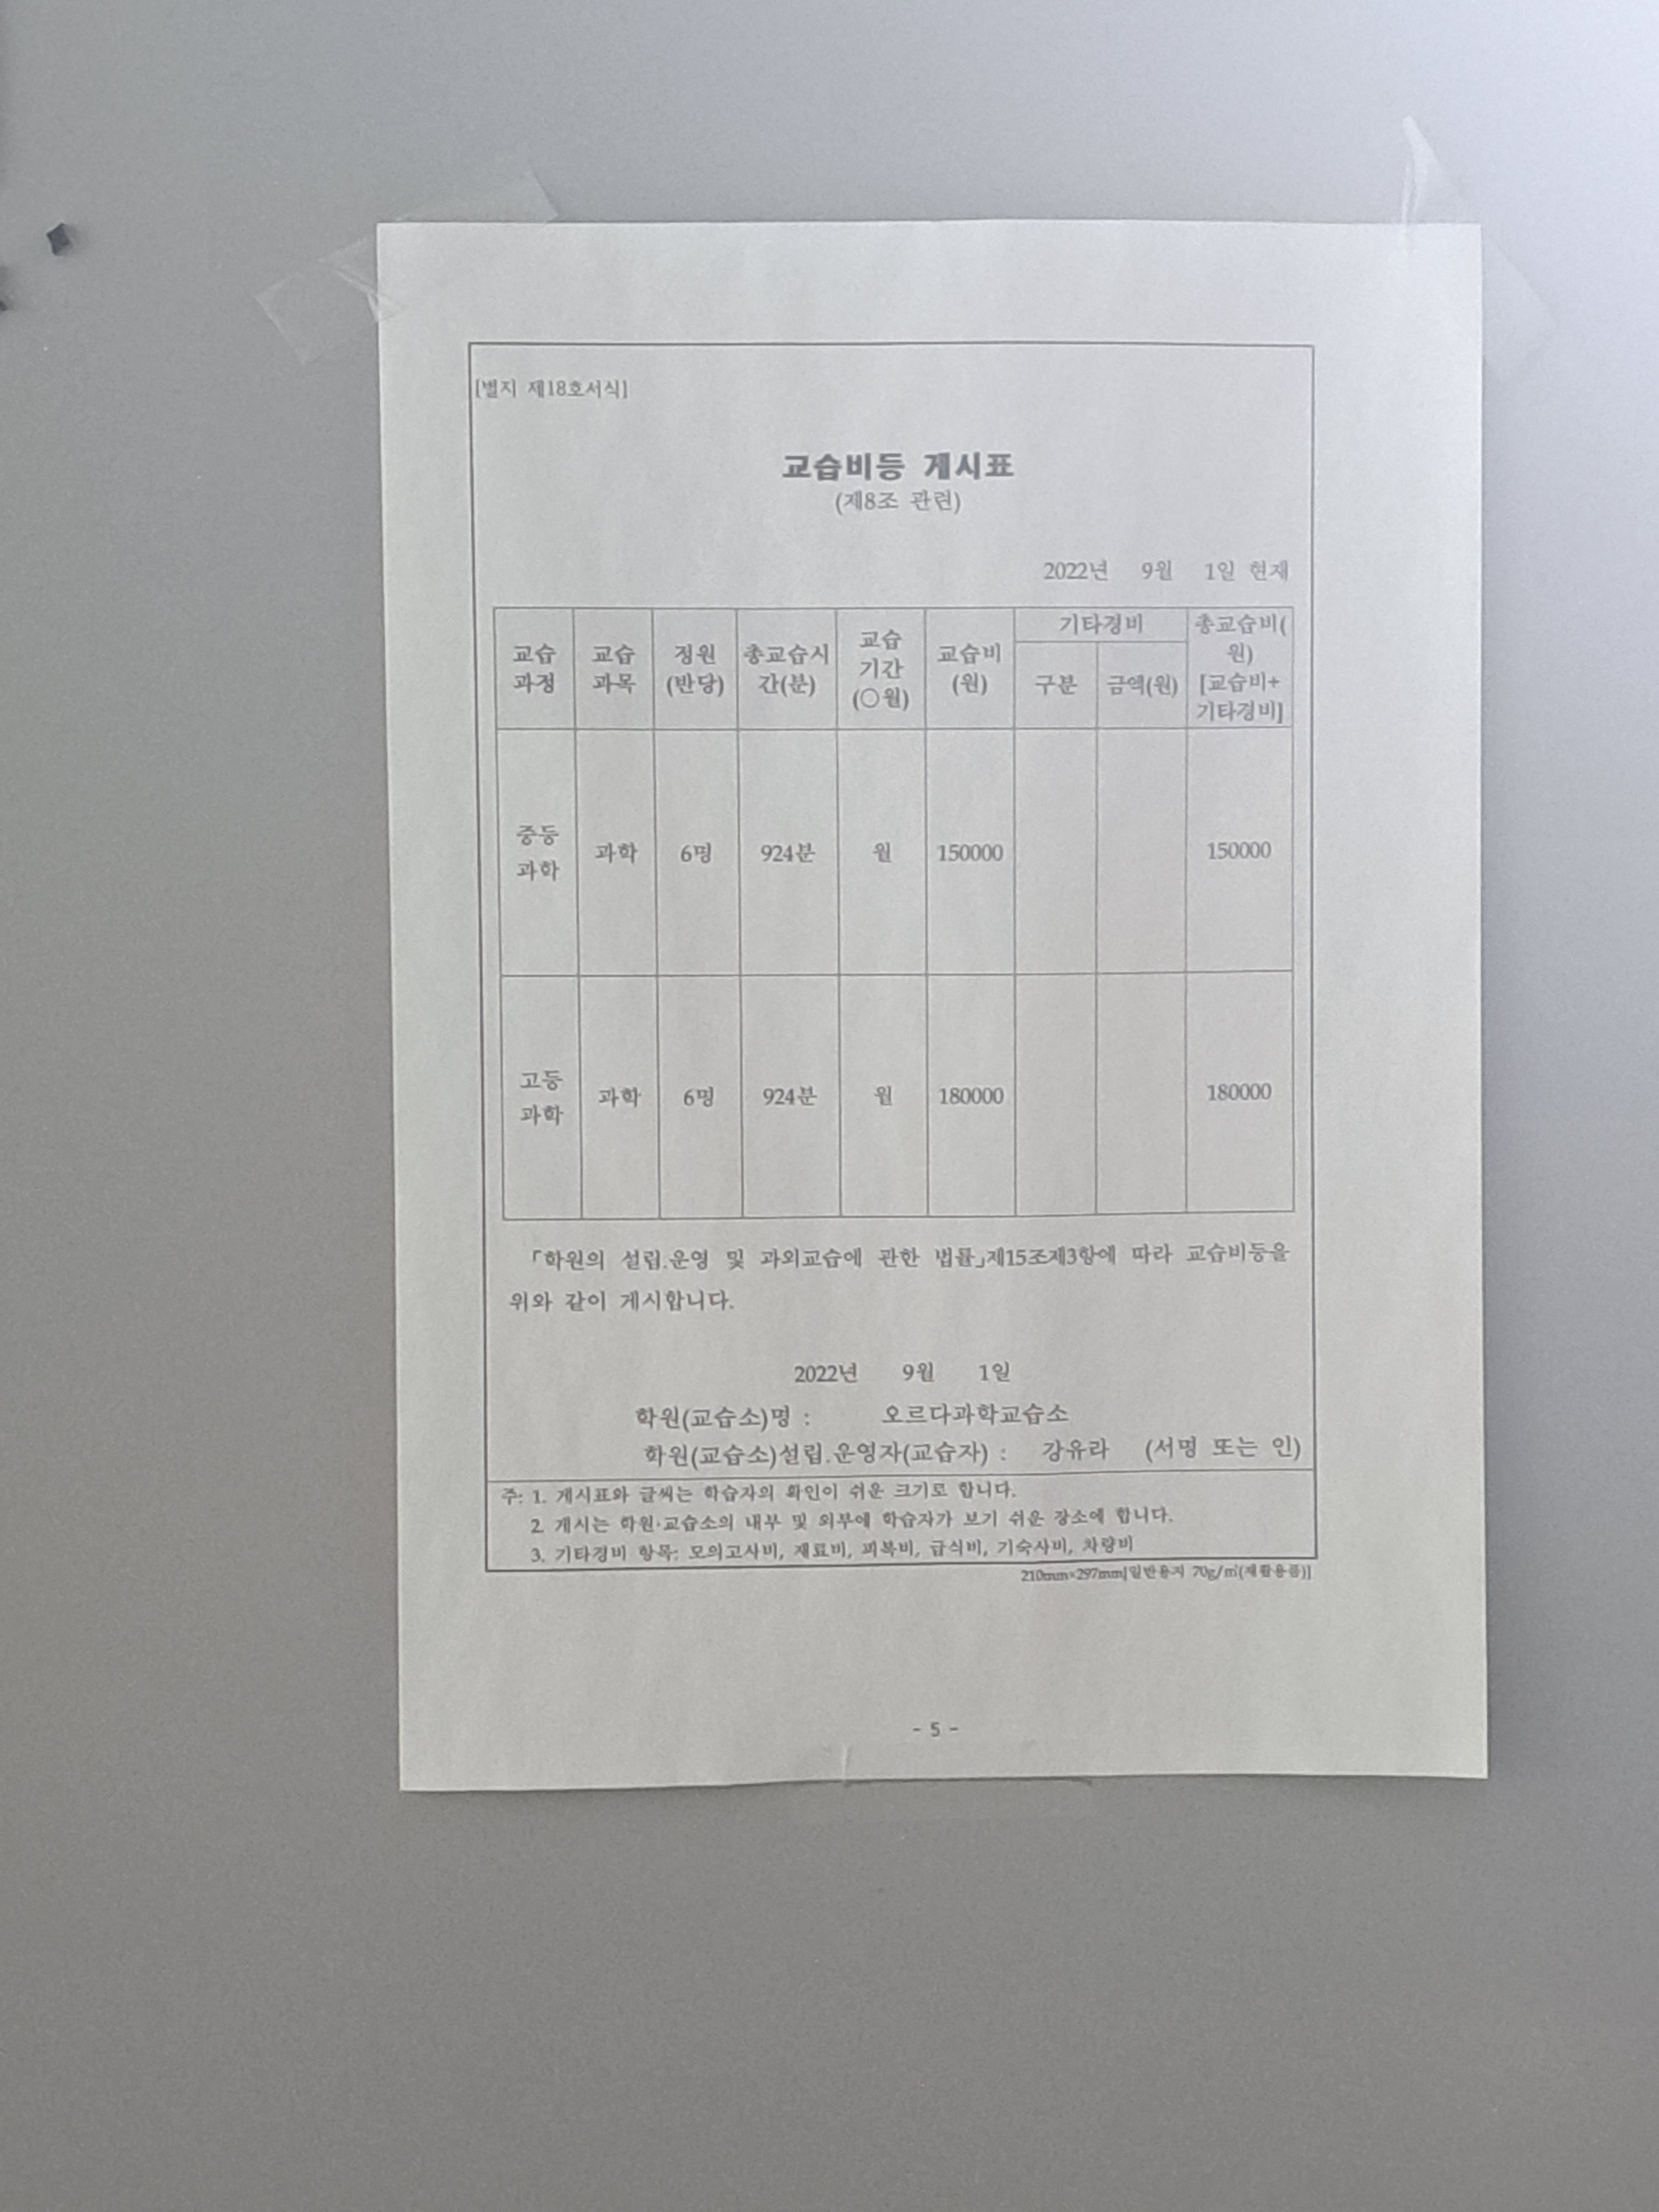 [별지 제18호서식]
교습비등 게시표
(제8조 관련)
2022년 9월 1일 현재
교습 과정 교습 과목 정원 (반당) 총교습시간(분) 교습 기간 (○월) 교습비 (원) 기타경비 구분 금액(원) 총교습비(원) [교습비+기타경비]
중등 과학 과학 6명 924분 월 150000 150000
고등 과학 과학 6명 924분 월 180000 180000
「학원의 설립.운영 및 과외교습에 관한 법률」제15조제3항에 따라 교습비등을
위와 같이 게시합니다.
2022년 9월 1일
학원(교습소)명 : 오르다과학교습소
학원(교습소)설립.운영자(교습자) : 강유라 (서명 또는 인)
주: 1. 게시표와 글씨는 학습자의 확인이 쉬운 크기로 합니다.
2. 게시는 학원·교습소의 내부 및 외부에 학습자가 보기 쉬운 장소에 합니다.
3. 기타경비 항목: 모의고사비, 재료비, 피복비, 급식비, 기숙사비, 차량비
210mm×297mm[일반용지 70g/㎡(재활용품)]
- 5 -